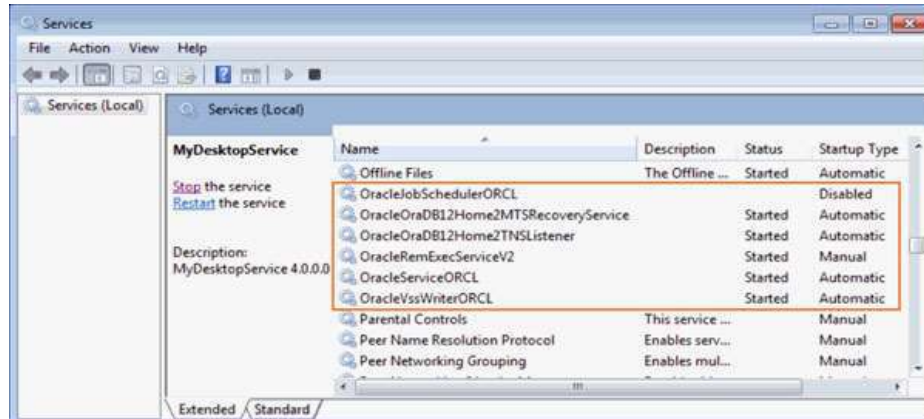 Services
File Action View Help
Services (Local)
Services (Local)
MyDesktopService
Stop the service
Restart the service
Description:
MyDesktopService 4.0.0.0
Name Description Status Startup Type
Offline Files The Offline ... Started Automatic
OracleJobSchedulerORCL Disabled
OracleOraDB12Home2MTSRecoveryService Started Automatic
OracleOraDB12Home2TNSListener Started Automatic
OracleRemExecServiceV2 Started Manual
OracleServiceORCL Started Automatic
OracleVssWriterORCL Started Automatic
Parental Controls This service ... Manual
Peer Name Resolution Protocol Enables serv... Manual
Peer Networking Grouping Enables mul... Manual
Extended Standard